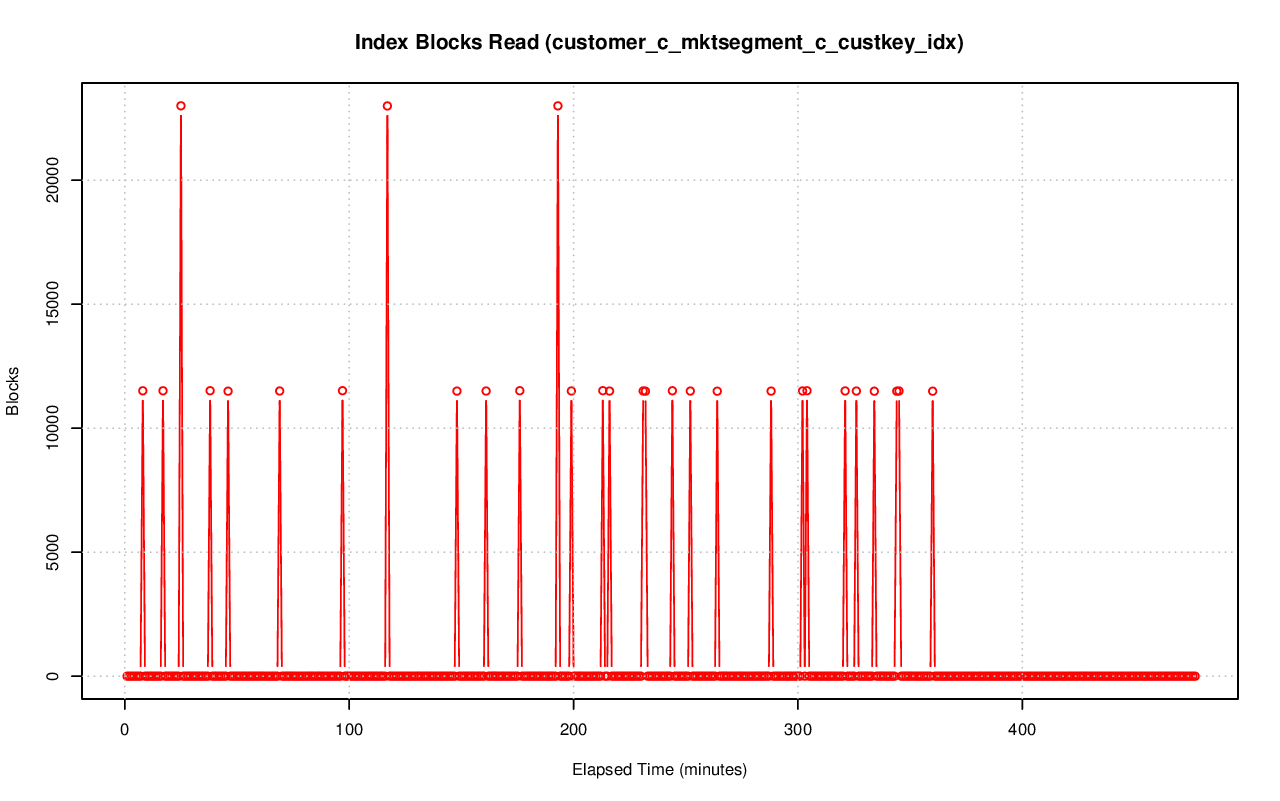 Index Blocks Read (customer_c_mktsegment_c_custkey_idx)
Blocks
20000
15000
10000
5000
0
0 100 200 300 400
Elapsed Time (minutes)